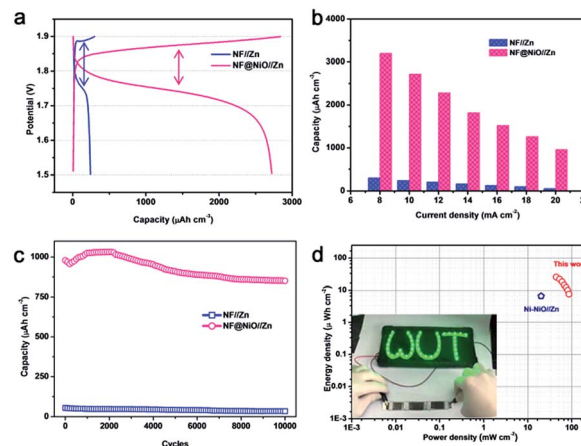 a
NF//Zn
NF@NiO//Zn
Potential (V)
1.9
1.8
1.7
1.6
1.5
0
1000
2000
3000
Capacity (μAh cm⁻²)
b
NF//Zn
NF@NiO//Zn
Capacity (μAh cm⁻²)
4000
3000
2000
1000
0
8 10 12 14 16 18 20
Current density (mA cm⁻²)
c
NF//Zn
NF@NiO//Zn
Capacity (μAh cm⁻²)
1000
750
500
250
0
0 2000 4000 6000 8000 10000
Cycles
d
This wo
Ni-NiO//Zn
Energy density (μ Wh cm⁻²)
100
10
1
0.1
0.01
1E-3
WUT
1E-3 0.01 0.1 1 10 100
Power density (mW cm⁻²)